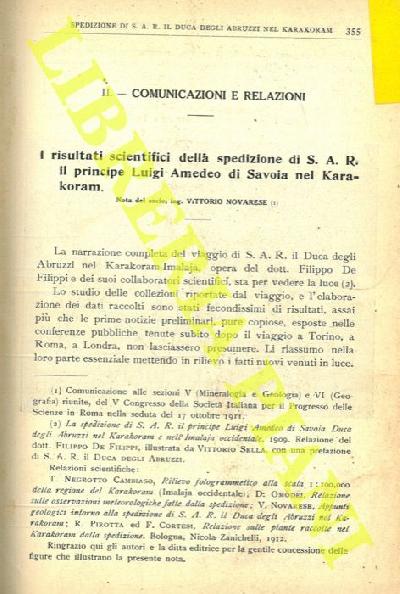 SPEDIZIONE DI S. A. R. IL DUCA DEGLI ABRUZZI NEL KARAKORAM 355
II — COMUNICAZIONI E RELAZIONI
I risultati scientifici della spedizione di S. A. R.
il principe Luigi Amedeo di Savoia nel Kara-
koram.
Nota del socio, ing. VITTORIO NOVARESE (1)
La narrazione completa del viaggio di S. A. R. il Duca degli
Abruzzi nel Karakoram-Imalaja, opera del dott. Filippo De
Filippi e dei suoi collaboratori scientifici, sta per vedere la luce (2).
Lo studio delle collezioni riportate dal viaggio, e l'elabora-
zione dei dati raccolti sono stati fecondissimi di risultati, assai
più che le prime notizie preliminari, pure copiose, esposte nelle
conferenze pubbliche tenute subito dopo il viaggio a Torino, a
Roma, a Londra, non lasciassero presumere. Li riassumo nella
loro parte essenziale mettendo in rilievo i fatti nuovi venuti in luce.
(1) Comunicazione alle sezioni V (Mineralogia e Geologia) e VI (Geo-
grafia) riunite, del V Congresso della Società Italiana per il Progresso delle
Scienze in Roma nella seduta del 17 ottobre 1911.
(2) La spedizione di S. A. R. il principe Luigi Amedeo di Savoia Duca
degli Abruzzi nel Karakoram e nell'Imalaja occidentale, 1909. Relazione del
dott. FILIPPO DE FILIPPI, illustrata da VITTORIO SELLA, con una prefazione
di S. A. R. il DUCA DEGLI ABRUZZI.
Relazioni scientifiche:
T. NEGROTTO CAMBIASO, Rilievo fotogrammetrico alla scala 1:100.000
della regione del Karakoram (Imalaja occidentale); D. OMODEI, Relazione
sulle osservazioni meteorologiche fatte dalla spedizione; V. NOVARESE, Appunti
geologici intorno alla spedizione di S. A. R. il Duca degli Abruzzi nel Ka-
rakoram; R. PIROTTA ed F. CORTESI, Relazione sulle piante raccolte nel
Karakoram dalla spedizione. Bologna, Nicola Zanichelli, 1912.
Ringrazio qui gli autori e la ditta editrice per la gentile concessione delle
figure che illustrano la presente nota.